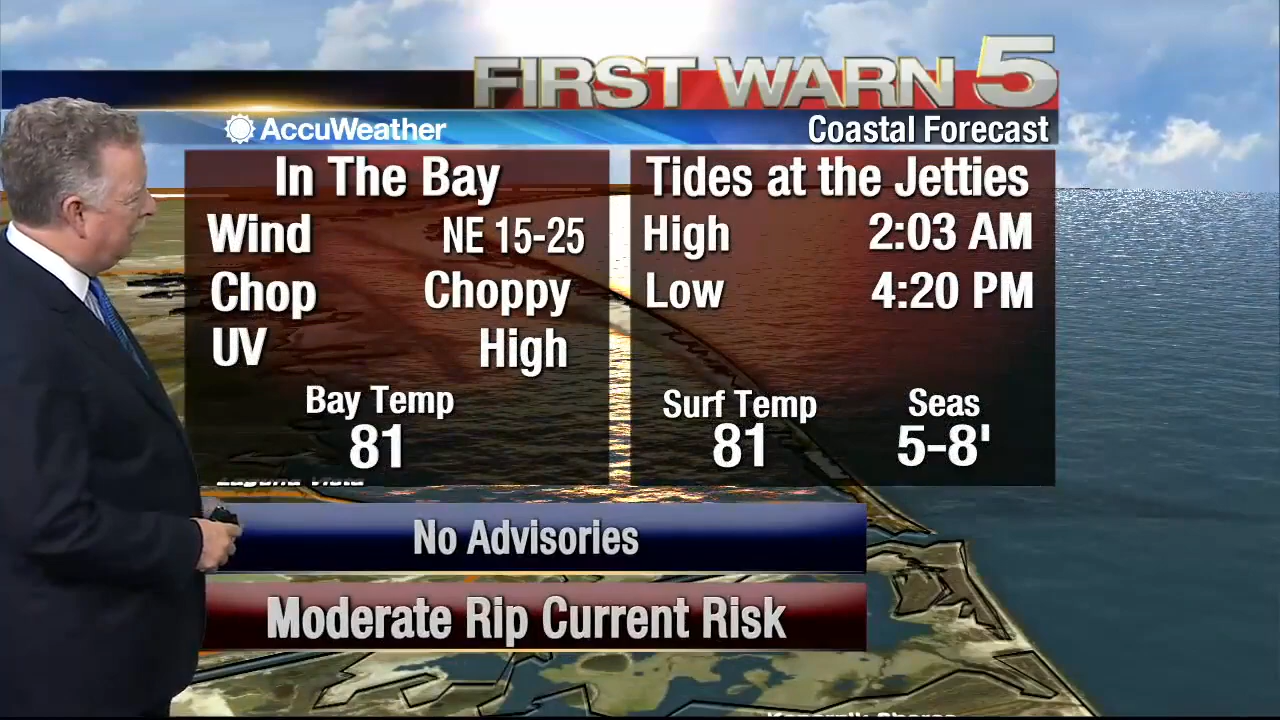 FIRST WARN 5
AccuWeather
Coastal Forecast
In The Bay
Wind NE 15-25
Chop Choppy
UV High
Bay Temp
81
Tides at the Jetties
High 2:03 AM
Low 4:20 PM
Surf Temp Seas
81 5-8'
No Advisories
Moderate Rip Current Risk